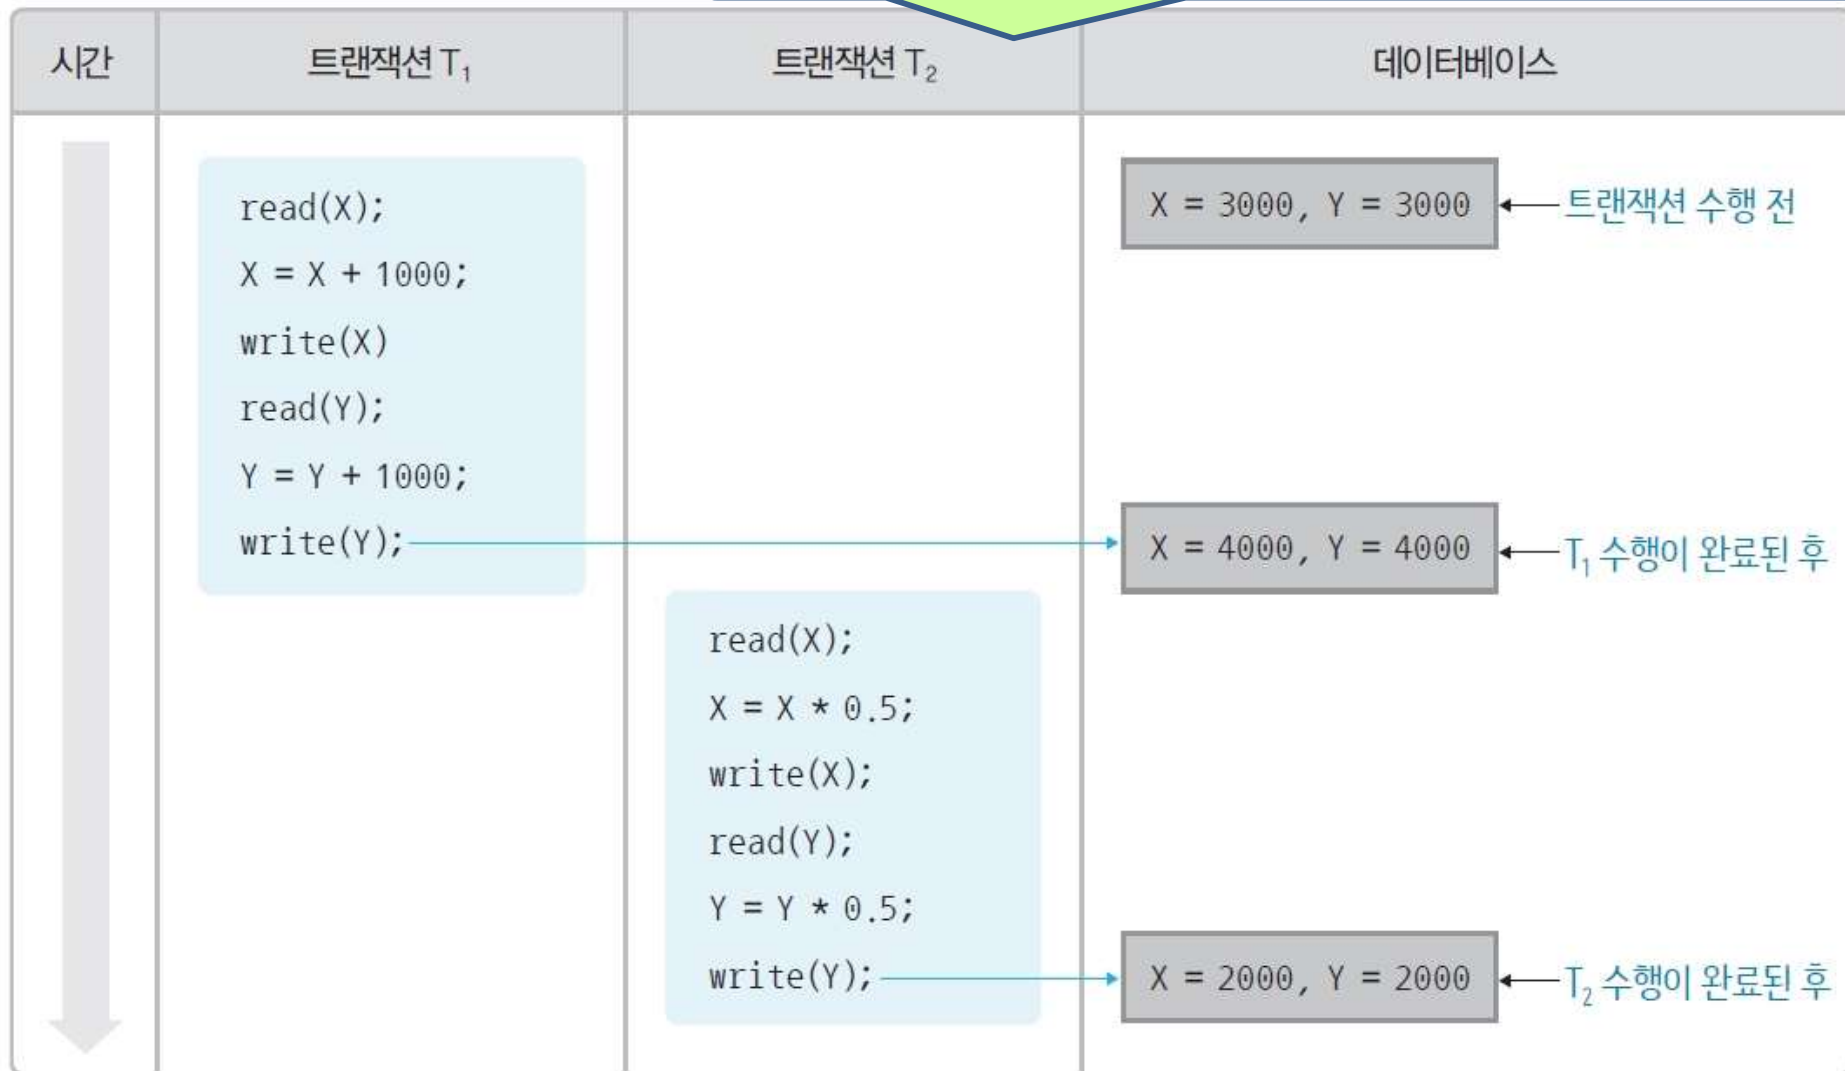 시간
트랜잭션 T₁
트랜잭션 T₂
데이터베이스
read(X);
X = 3000, Y = 3000
트랜잭션 수행 전
X = X + 1000;
write(X)
read(Y);
Y = Y + 1000;
write(Y);
X = 4000, Y = 4000
T₁ 수행이 완료된 후
read(X);
X = X * 0.5;
write(X);
read(Y);
Y = Y * 0.5;
write(Y);
X = 2000, Y = 2000
T₂ 수행이 완료된 후